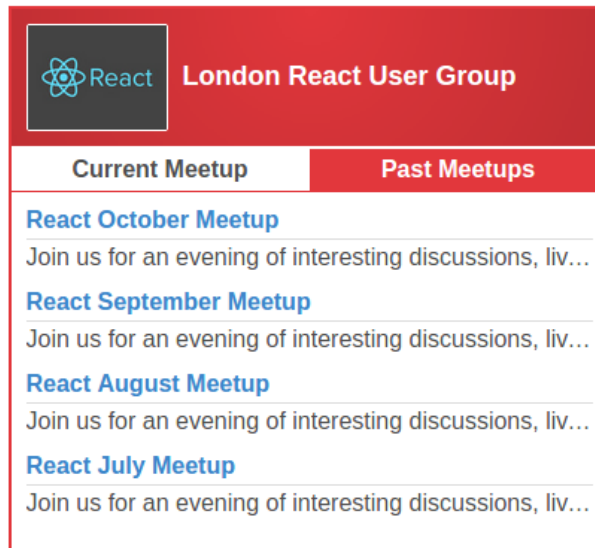 React
London React User Group
Current Meetup
Past Meetups
React October Meetup
Join us for an evening of interesting discussions, liv…
React September Meetup
Join us for an evening of interesting discussions, liv…
React August Meetup
Join us for an evening of interesting discussions, liv…
React July Meetup
Join us for an evening of interesting discussions, liv…